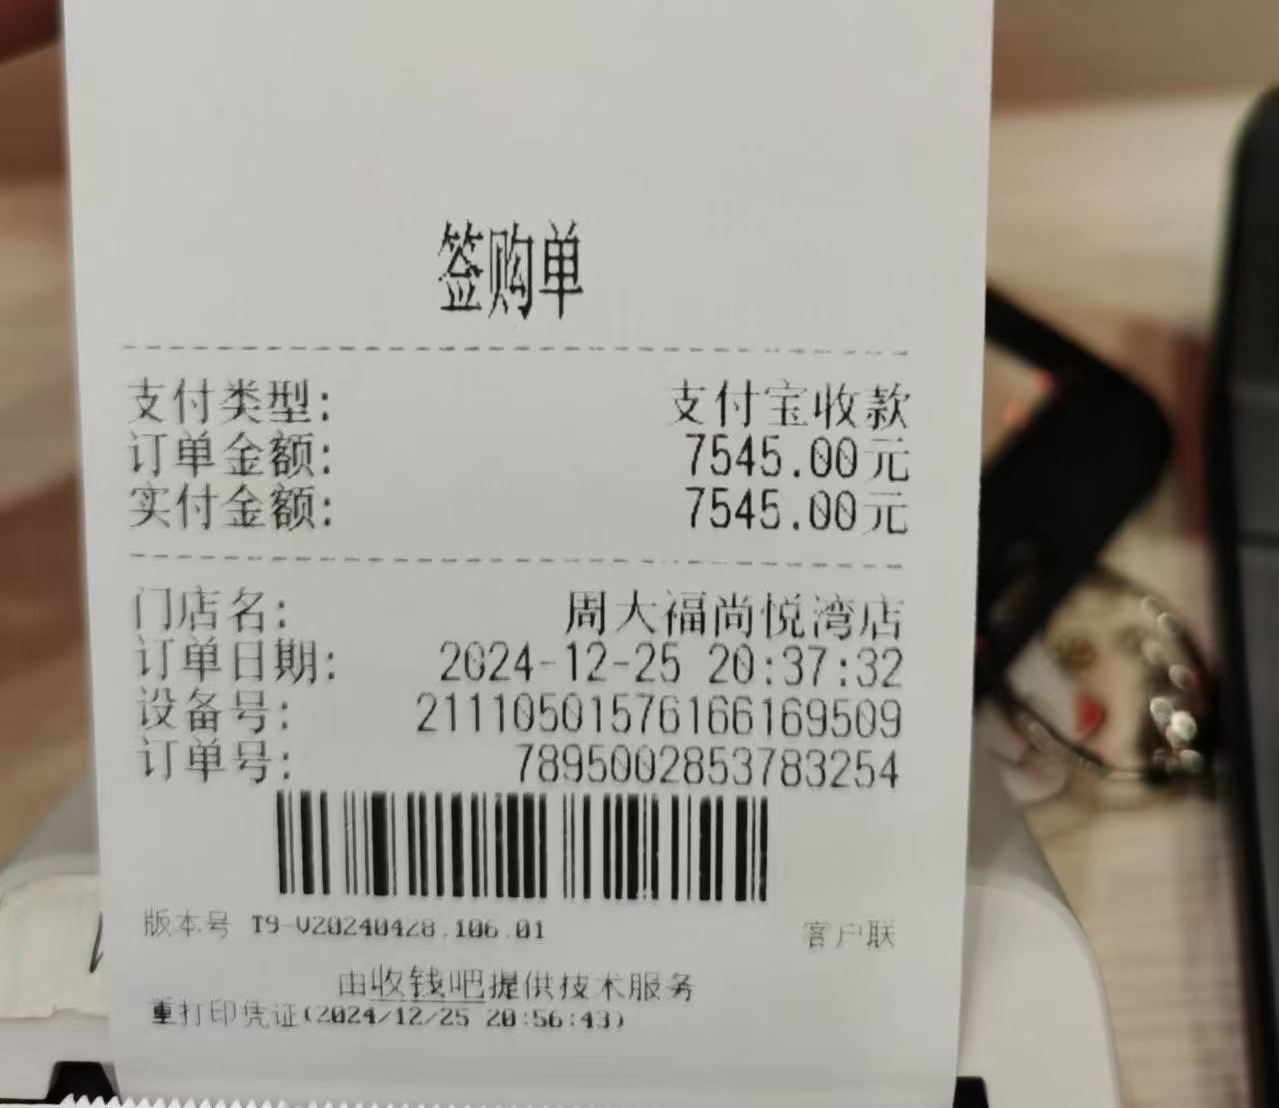 签购单
支付类型: 支付宝收款
订单金额: 7545.00元
实付金额: 7545.00元
门店名: 周大福尚悦湾店
订单日期: 2024-12-25 20:37:32
设备号: 21110501576166169509
订单号: 7895002853783254
版本号 T9-V20240428.106.01 客户联
由收钱吧提供技术服务
重打印凭证(2024/12/25 20:56:43)